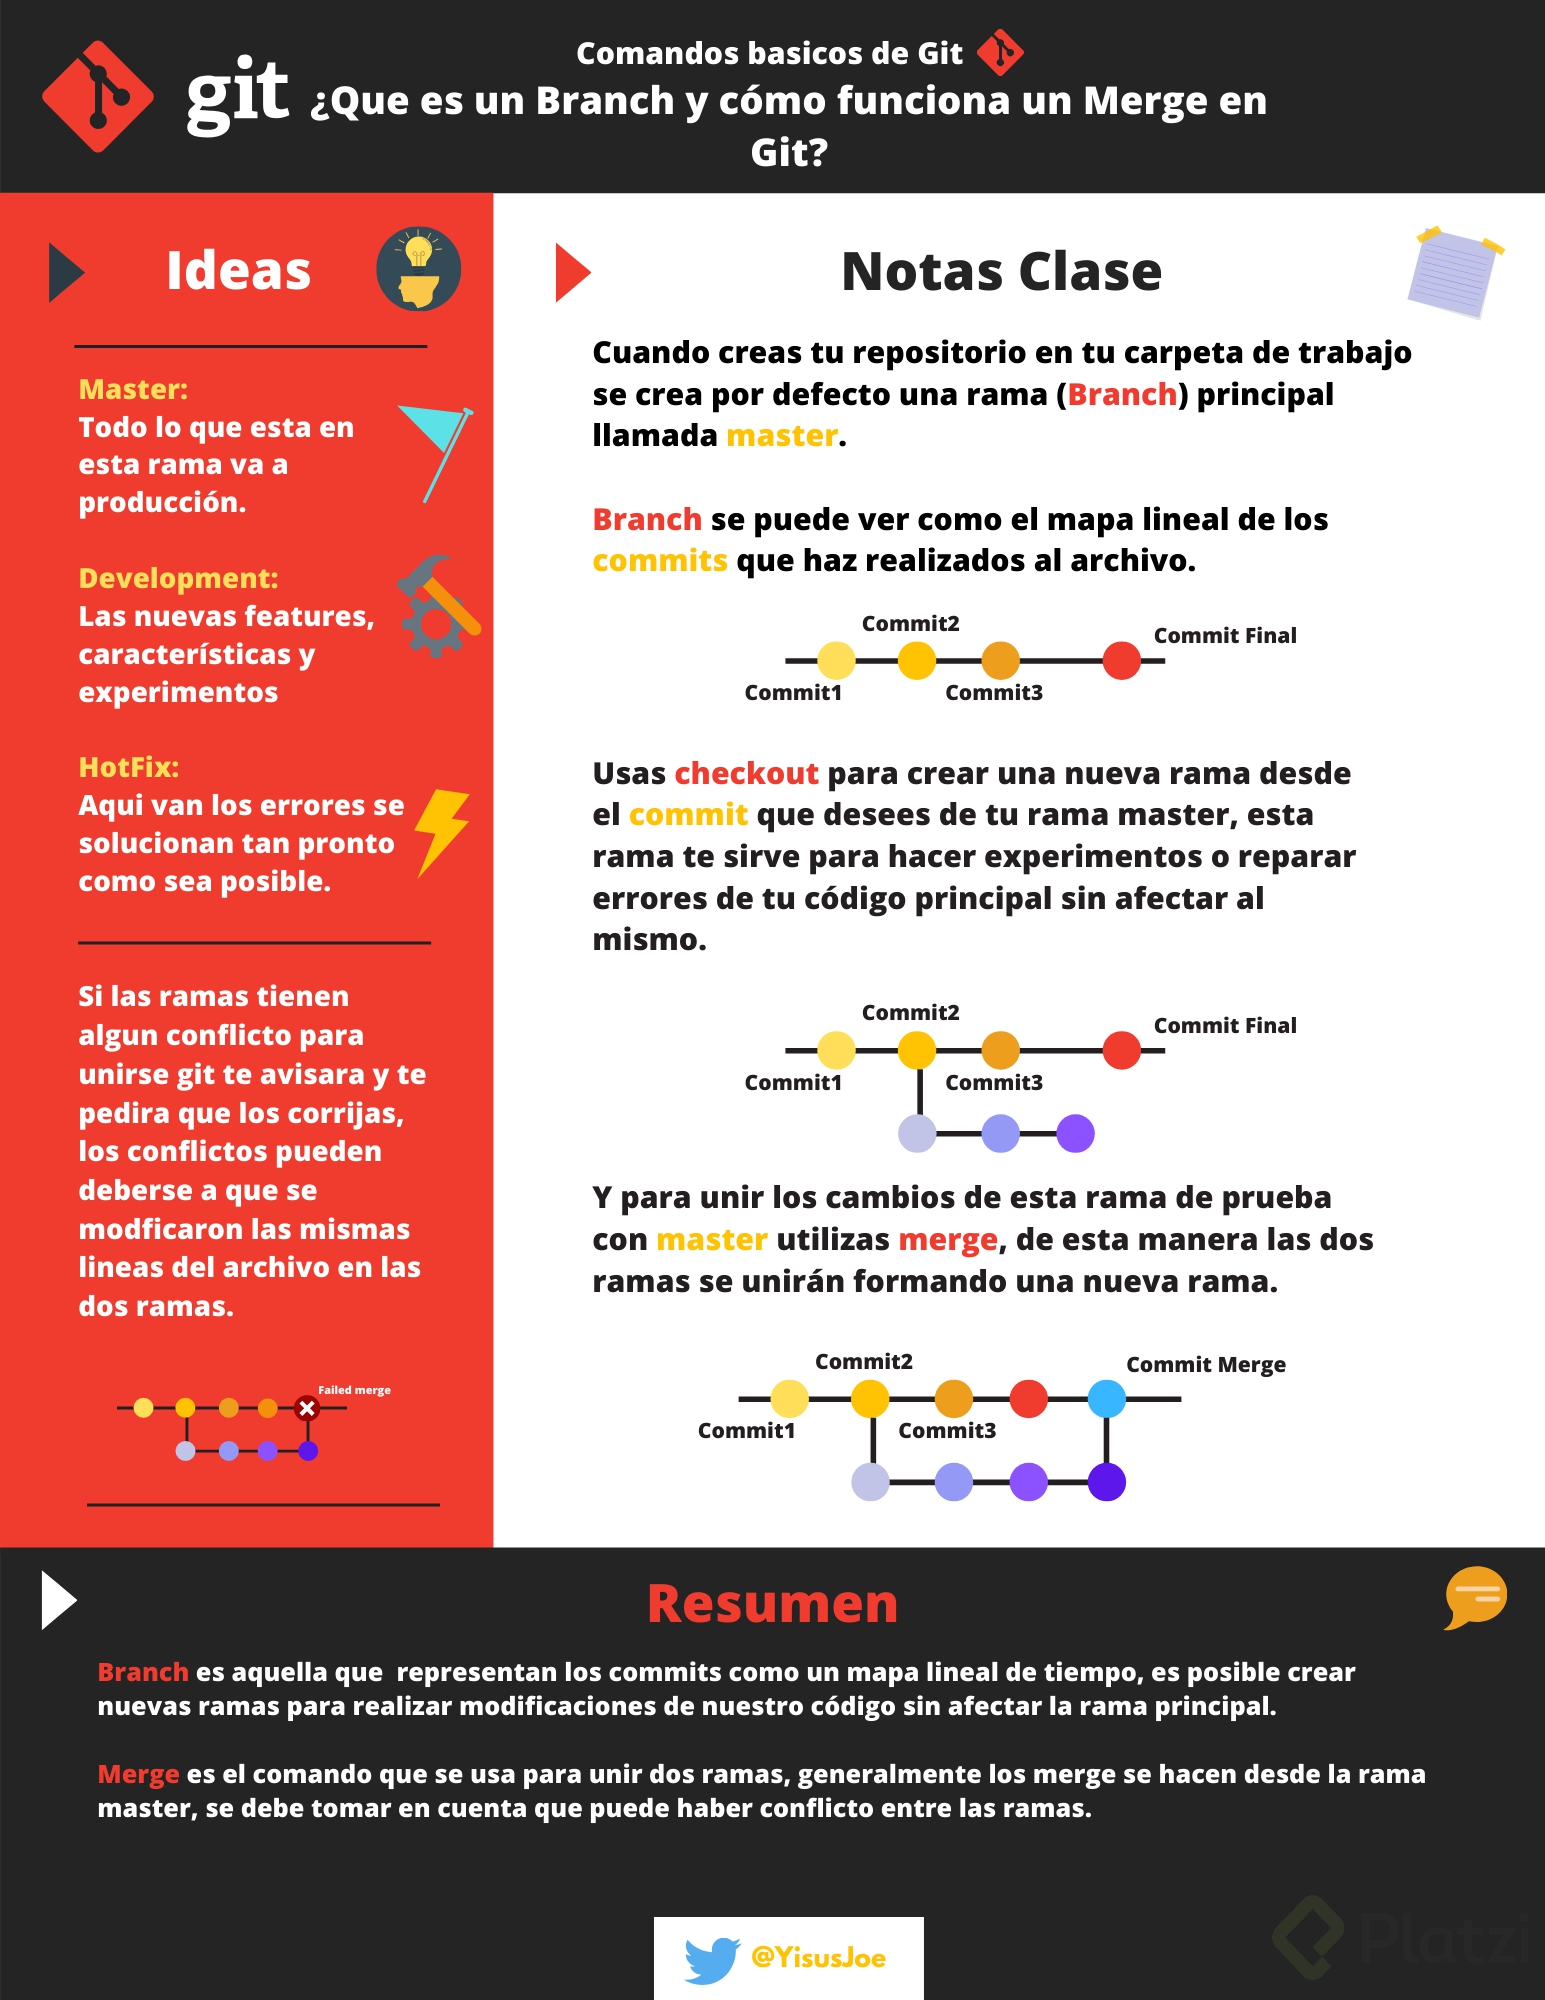 Comandos basicos de Git
git
¿Que es un Branch y cómo funciona un Merge en
Git?
Ideas
Master:
Todo lo que esta en
esta rama va a
producción.
Development:
Las nuevas features,
características y
experimentos
HotFix:
Aqui van los errores se
solucionan tan pronto
como sea posible.
Si las ramas tienen
algun conflicto para
unirse git te avisara y te
pedira que los corrijas,
los conflictos pueden
deberse a que se
modficaron las mismas
lineas del archivo en las
dos ramas.
Failed merge
Notas Clase
Cuando creas tu repositorio en tu carpeta de trabajo
se crea por defecto una rama (Branch) principal
llamada master.
Branch se puede ver como el mapa lineal de los
commits que haz realizados al archivo.
Commit2
Commit Final
Commit1
Commit3
Usas checkout para crear una nueva rama desde
el commit que desees de tu rama master, esta
rama te sirve para hacer experimentos o reparar
errores de tu código principal sin afectar al
mismo.
Commit2
Commit Final
Commit1
Commit3
Y para unir los cambios de esta rama de prueba
con master utilizas merge, de esta manera las dos
ramas se unirán formando una nueva rama.
Commit2
Commit Merge
Commit1
Commit3
Resumen
Branch es aquella que  representan los commits como un mapa lineal de tiempo, es posible crear
nuevas ramas para realizar modificaciones de nuestro código sin afectar la rama principal.
Merge es el comando que se usa para unir dos ramas, generalmente los merge se hacen desde la rama
master, se debe tomar en cuenta que puede haber conflicto entre las ramas.
@YisusJoe
Platzi